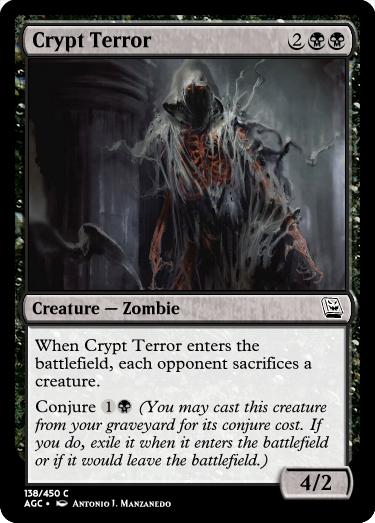 Crypt Terror 2
Creature — Zombie
When Crypt Terror enters the
battlefield, each opponent sacrifices a
creature.
Conjure 1 (You may cast this creature
from your graveyard for its conjure cost. If
you do, exile it when it enters the battlefield
or if it would leave the battlefield.)
4/2
138/450 C
AGC • Antonio J. Manzanedo